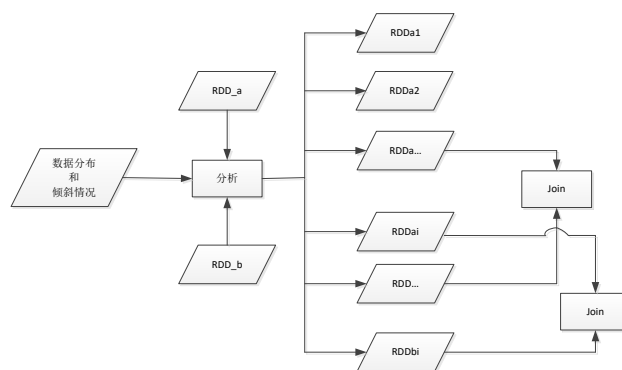 RDDa1
RDD_a
RDDa2
RDDa...
数据分布
和
倾斜情况
分析
Join
RDDai
RDD_b
RDD...
Join
RDDbi